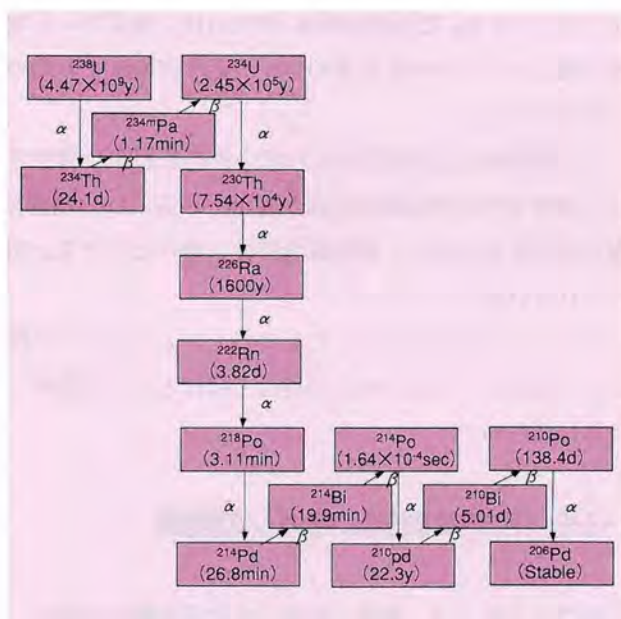 ²³⁸U
(4.47×10⁹y)
²³⁴U
(2.45×10⁵y)
α
²³⁴ᵐPa
(1.17min)
β
α
²³⁴Th
(24.1d)
β
²³⁰Th
(7.54×10⁴y)
α
²²⁶Ra
(1600y)
α
²²²Rn
(3.82d)
α
²¹⁸Po
(3.11min)
²¹⁴Po
(1.64×10⁻⁴sec)
²¹⁰Po
(138.4d)
α
²¹⁴Bi
(19.9min)
β
α
²¹⁰Bi
(5.01d)
β
α
²¹⁴Pd
(26.8min)
β
²¹⁰pd
(22.3y)
β
²⁰⁶Pd
(Stable)